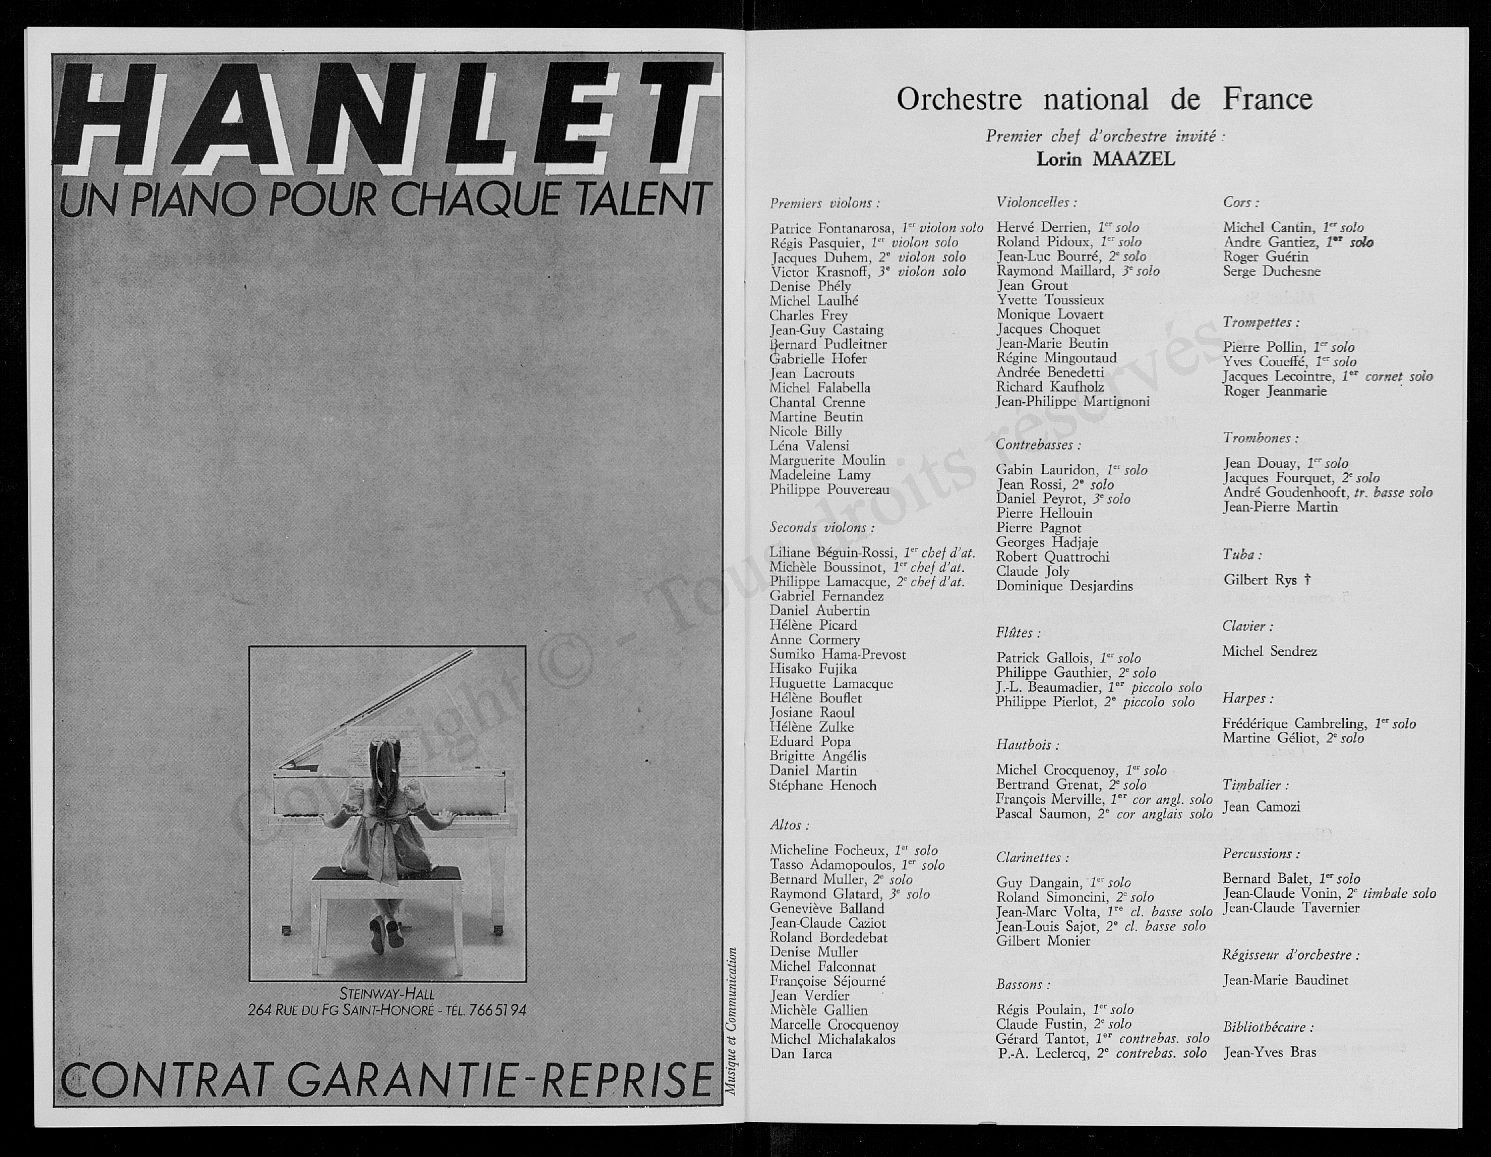 HANLET
UN PIANO POUR CHAQUE TALENT
STEINWAY-HALL
264 RUE DU FG SAINT-HONORÉ - TÉL. 766 51 94
CONTRAT GARANTIE-REPRISE
Musique et Communication
Copyright © - Tous droits réservés.
Orchestre national de France
Premier chef d'orchestre invité :
Lorin MAAZEL
Premiers violons :
Patrice Fontanarosa, 1er violon solo
Régis Pasquier, 1er violon solo
Jacques Duhem, 2e violon solo
Victor Krasnoff, 3e violon solo
Denise Phély
Michel Laulhé
Charles Frey
Jean-Guy Castaing
Bernard Pudleitner
Gabrielle Hofer
Jean Lacrouts
Michel Falabella
Chantal Crenne
Martine Beutin
Nicole Billy
Léna Valensi
Marguerite Moulin
Madeleine Lamy
Philippe Pouvereau
Seconds violons :
Liliane Béguin-Rossi, 1er chef d'at.
Michèle Boussinot, 1er chef d'at.
Philippe Lamacque, 2e chef d'at.
Gabriel Fernandez
Daniel Aubertin
Hélène Picard
Anne Cormery
Sumiko Hama-Prevost
Hisako Fujika
Huguette Lamacque
Hélène Bouflet
Josiane Raoul
Hélène Zulke
Eduard Popa
Brigitte Angélis
Daniel Martin
Stéphane Henoch
Altos :
Micheline Focheux, 1er solo
Tasso Adamopoulos, 1er solo
Bernard Muller, 2e solo
Raymond Glatard, 3e solo
Geneviève Balland
Jean-Claude Caziot
Roland Bordedebat
Denise Muller
Michel Falconnat
Françoise Séjourné
Jean Verdier
Michèle Gallien
Marcelle Crocquenoy
Michel Michalakalos
Dan Iarca
Violoncelles :
Hervé Derrien, 1er solo
Roland Pidoux, 1er solo
Jean-Luc Bourré, 2e solo
Raymond Maillard, 3e solo
Jean Grout
Yvette Toussieux
Monique Lovaert
Jacques Choquet
Jean-Marie Beutin
Régine Mingoutaud
Andrée Benedetti
Richard Kaufholz
Jean-Philippe Martignoni
Contrebasses :
Gabin Lauridon, 1er solo
Jean Rossi, 2e solo
Daniel Peyrot, 3e solo
Pierre Hellouin
Pierre Pagnot
Georges Hadjaje
Robert Quattrochi
Claude Joly
Dominique Desjardins
Flûtes :
Patrick Gallois, 1er solo
Philippe Gauthier, 2e solo
J.-L. Beaumadier, 1er piccolo solo
Philippe Pierlot, 2e piccolo solo
Hautbois :
Michel Crocquenoy, 1er solo
Bertrand Grenat, 2e solo
François Merville, 1er cor angl. solo
Pascal Saumon, 2e cor anglais solo
Clarinettes :
Guy Dangain, 1er solo
Roland Simoncini, 2e solo
Jean-Marc Volta, 1re cl. basse solo
Jean-Louis Sajot, 2e cl. basse solo
Gilbert Monier
Bassons :
Régis Poulain, 1er solo
Claude Fustin, 2e solo
Gérard Tantot, 1er contrebas. solo
P.-A. Leclercq, 2e contrebas. solo
Cors :
Michel Cantin, 1er solo
Andre Gantiez, 1er solo
Roger Guérin
Serge Duchesne
Trompettes :
Pierre Pollin, 1er solo
Yves Coueffé, 1er solo
Jacques Lecointre, 1er cornet solo
Roger Jeanmarie
Trombones :
Jean Douay, 1er solo
Jacques Fourquet, 2e solo
André Goudenhooft, tr. basse solo
Jean-Pierre Martin
Tuba :
Gilbert Rys †
Clavier :
Michel Sendrez
Harpes :
Frédérique Cambreling, 1er solo
Martine Géliot, 2e solo
Timbalier :
Jean Camozi
Percussions :
Bernard Balet, 1er solo
Jean-Claude Vonin, 2e timbale solo
Jean-Claude Tavernier
Régisseur d'orchestre :
Jean-Marie Baudinet
Bibliothécaire :
Jean-Yves Bras